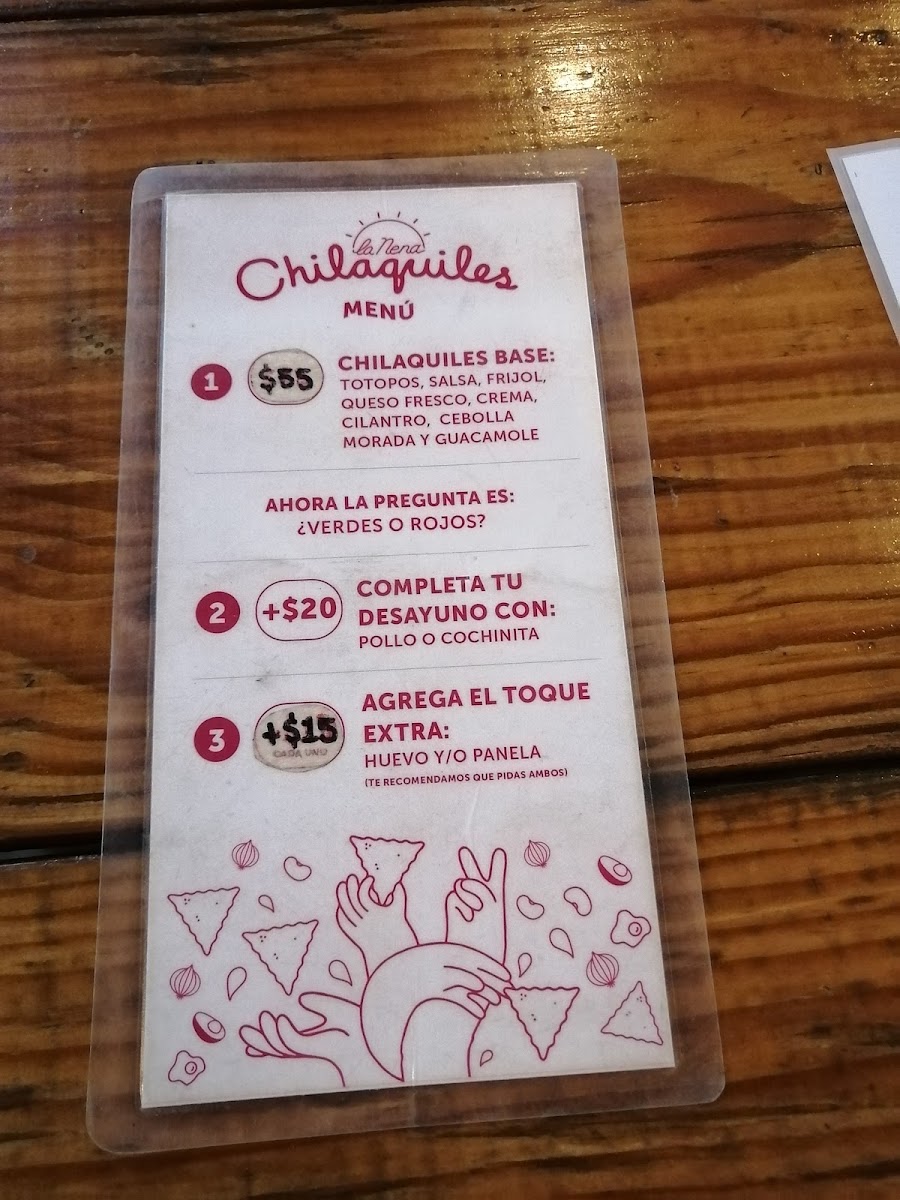 la Nena
Chilaquiles
MENÚ
1
$55
CHILAQUILES BASE:
TOTOPOS, SALSA, FRIJOL,
QUESO FRESCO, CREMA,
CILANTRO, CEBOLLA
MORADA Y GUACAMOLE
AHORA LA PREGUNTA ES:
¿VERDES O ROJOS?
2
+$20
COMPLETA TU
DESAYUNO CON:
POLLO O COCHINITA
3
+$15
CADA UNO
AGREGA EL TOQUE
EXTRA:
HUEVO Y/O PANELA
(TE RECOMENDAMOS QUE PIDAS AMBOS)